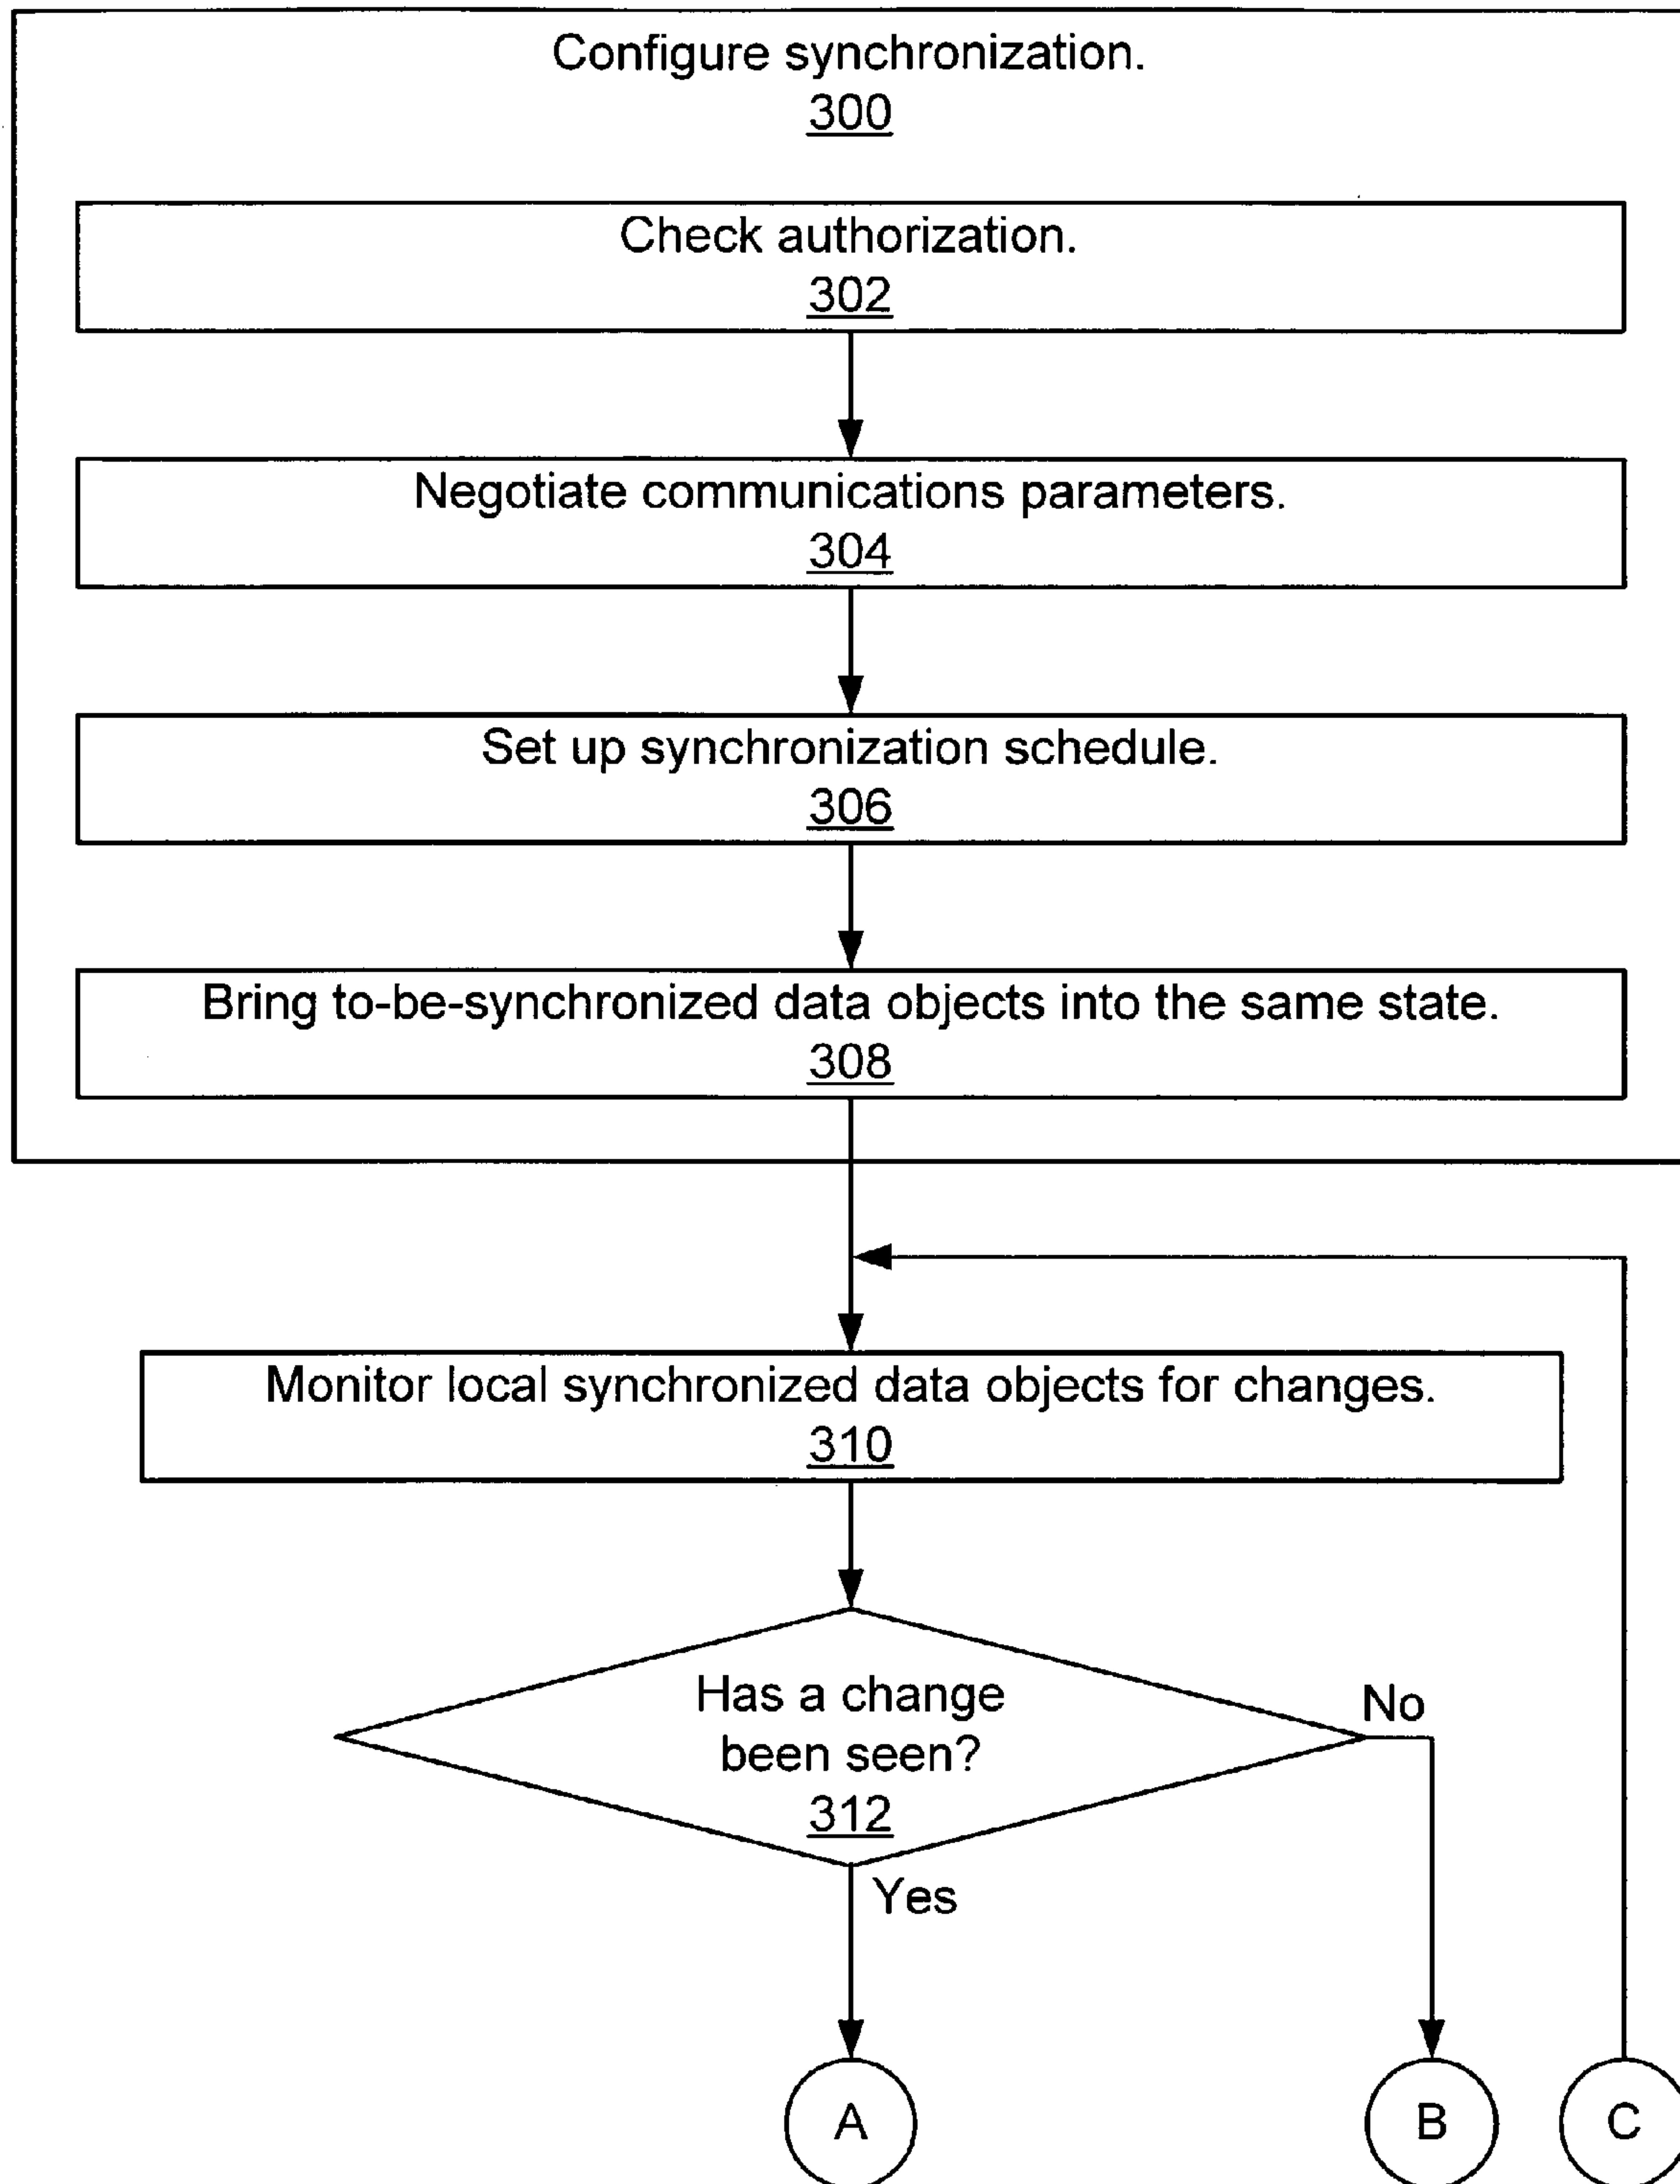 Configure synchronization.
300
Check authorization.
302
Negotiate communications parameters.
304
Set up synchronization schedule.
306
Bring to-be-synchronized data objects into the same state.
308
Monitor local synchronized data objects for changes.
310
Has a change
been seen?
312
No
Yes
A
B
C